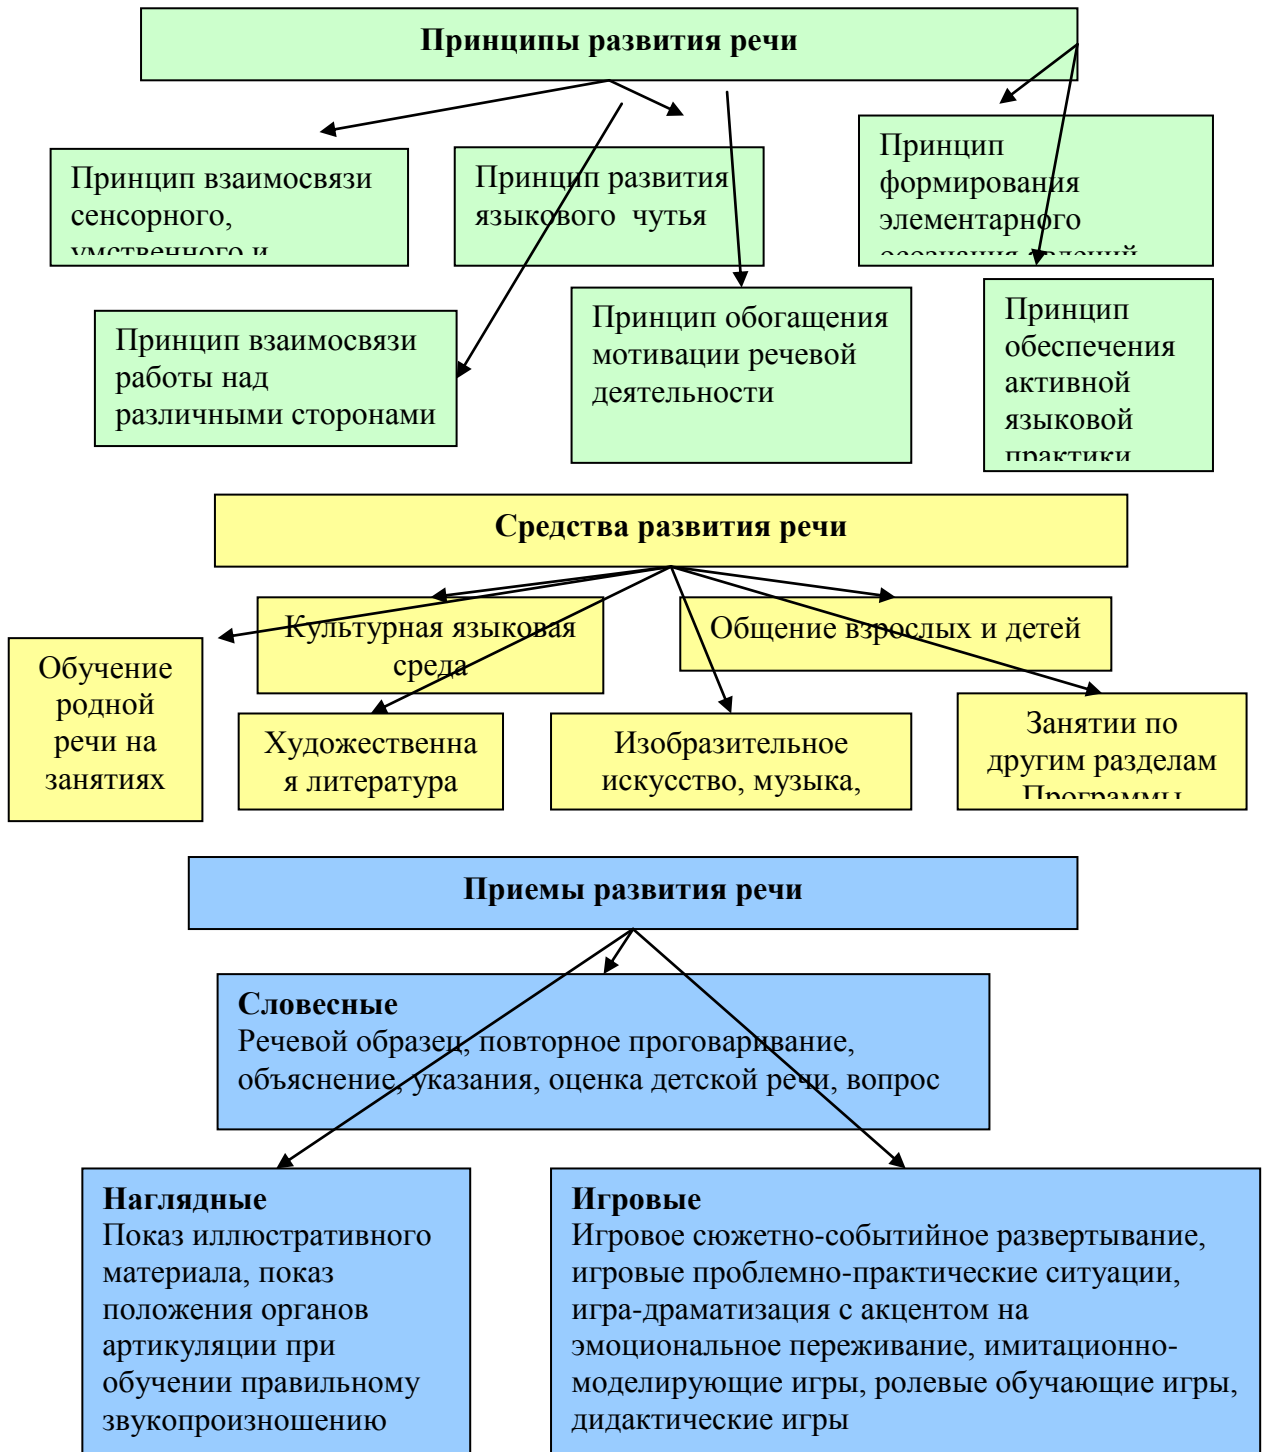 Принципы развития речи
Принцип взаимосвязи
сенсорного,
умственного и
Принцип развития
языкового чутья
Принцип
формирования
элементарного
осознания явлений
Принцип взаимосвязи
работы над
различными сторонами
Принцип обогащения
мотивации речевой
деятельности
Принцип
обеспечения
активной
языковой
практики
Средства развития речи
Культурная языковая
среда
Общение взрослых и детей
Обучение
родной
речи на
занятиях
Художественна
я литература
Изобразительное
искусство, музыка,
Занятии по
другим разделам
Программы
Приемы развития речи
Словесные
Речевой образец, повторное проговаривание,
объяснение, указания, оценка детской речи, вопрос
Наглядные
Показ иллюстративного
материала, показ
положения органов
артикуляции при
обучении правильному
звукопроизношению
Игровые
Игровое сюжетно-событийное развертывание,
игровые проблемно-практические ситуации,
игра-драматизация с акцентом на
эмоциональное переживание, имитационно-
моделирующие игры, ролевые обучающие игры,
дидактические игры